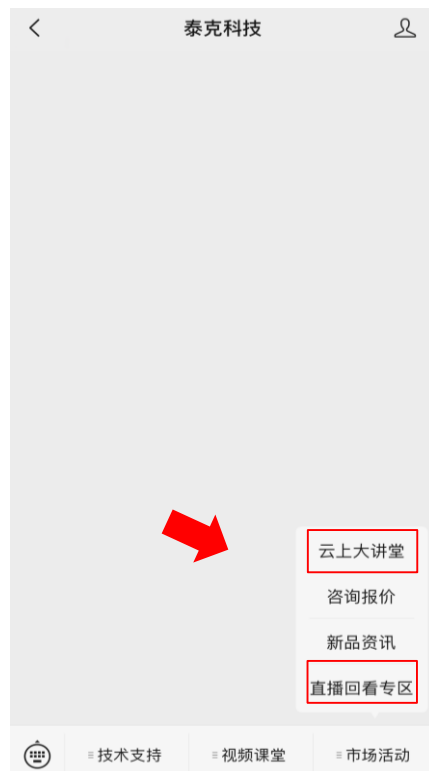 泰克科技
云上大讲堂
咨询报价
新品资讯
直播回看专区
技术支持
视频课堂
市场活动